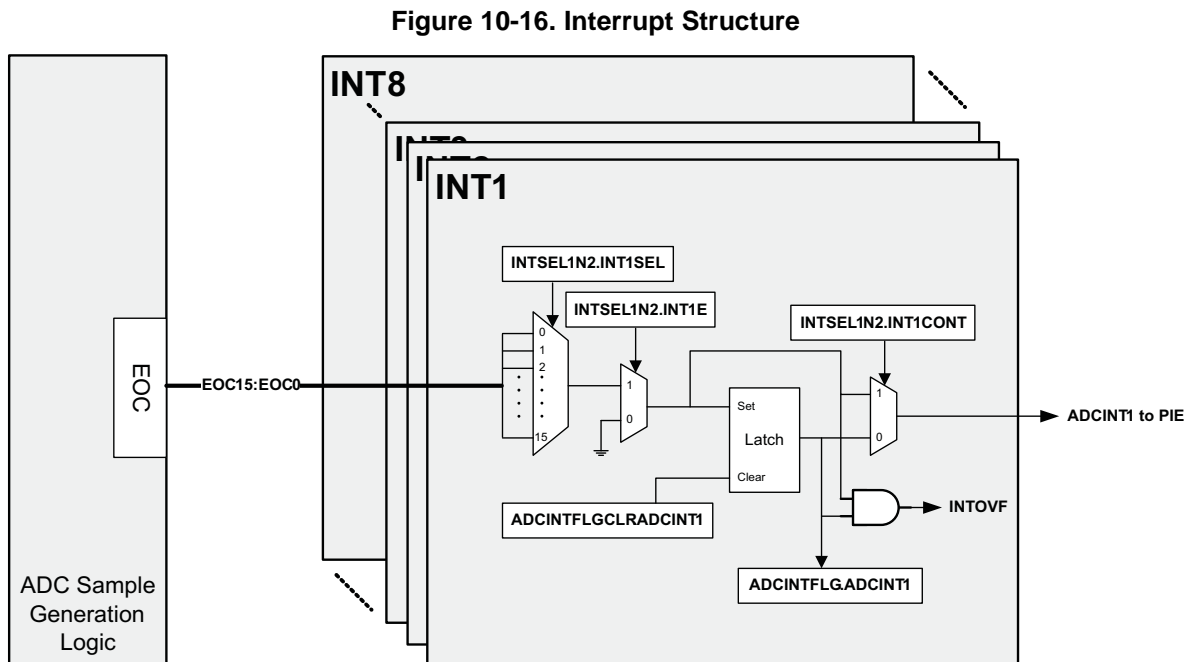 Figure 10-16. Interrupt Structure
INT8
INT1
INTSEL1N2.INT1SEL
INTSEL1N2.INT1E
INTSEL1N2.INT1CONT
0
1
2
15
1
0
Set
Latch
Clear
1
0
EOC
EOC15:EOC0
ADCINT1 to PIE
INTOVF
ADCINTFLGCLRADCINT1
ADCINTFLG.ADCINT1
ADC Sample
Generation
Logic